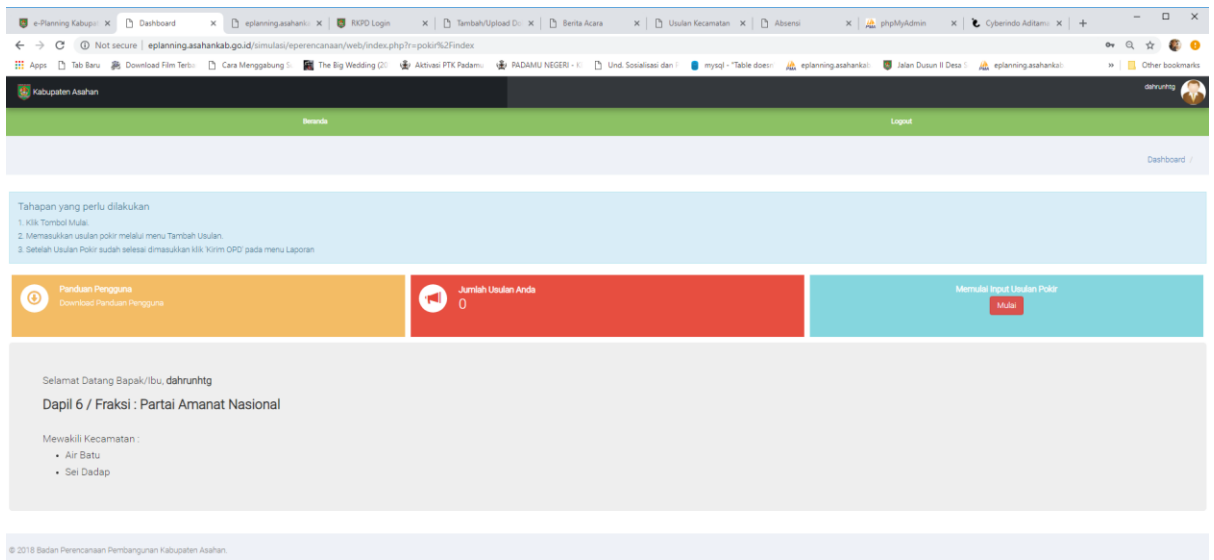 e-Planning Kabupat
Dashboard
eplanning.asahank
RKPD Login
Tambah/Upload Do
Berita Acara
Usulan Kecamatan
Absensi
phpMyAdmin
Cyberindo Aditama
Not secure | eplanning.asahankab.go.id/simulasi/eperencanaan/web/index.php?r=pokir%2Findex
Apps
Tab Baru
Download Film Terba
Cara Menggabung S
The Big Wedding (20
Aktivasi PTK Padamu
PADAMU NEGERI - K
Und. Sosialisasi dan
mysql - "Table doesn
eplanning.asahankab
Jalan Dusun II Desa S
eplanning.asahankab
Other bookmarks
Kabupaten Asahan
dahrunhtg
Beranda
Logout
Dashboard /
Tahapan yang perlu dilakukan
1. Klik Tombol Mulai.
2. Memasukkan usulan pokir melalui menu Tambah Usulan.
3. Setelah Usulan Pokir sudah selesai dimasukkan klik 'Kirim OPD' pada menu Laporan
Panduan Pengguna
Download Panduan Pengguna
Jumlah Usulan Anda
0
Memulai Input Usulan Pokir
Mulai
Selamat Datang Bapak/Ibu, dahrunhtg
Dapil 6 / Fraksi : Partai Amanat Nasional
Mewakili Kecamatan :
• Air Batu
• Sei Dadap
© 2018 Badan Perencanaan Pembangunan Kabupaten Asahan.